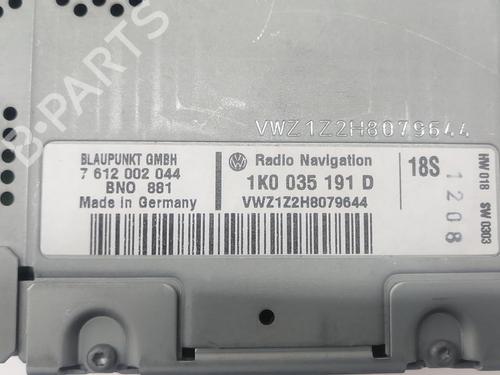 B-PARTS
VWZ1Z2H8079644
BLAUPUNKT GMBH
7 612 002 044
BNO 881
Made in Germany
Radio Navigation
1K0 035 191 D
VWZ1Z2H8079644
18S
1208
HW 018 SW 0303